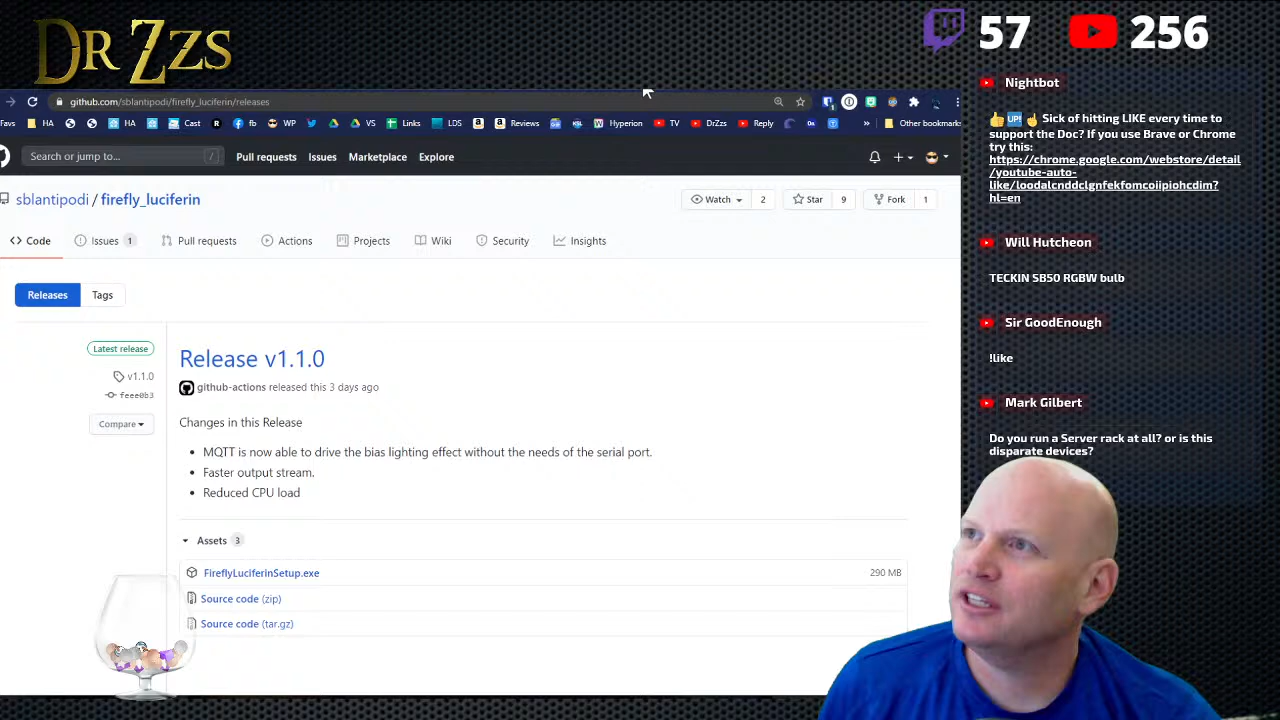 DR ZZS
57
256
github.com/sblantipodi/firefly_luciferin/releases
Favs
HA
HA
Cast
fb
WP
VS
Links
LDS
Reviews
Hyperion
TV
DrZzs
Reply
»
Other bookmarks
Search or jump to...
/
Pull requests
Issues
Marketplace
Explore
sblantipodi / firefly_luciferin
Watch
2
Star
9
Fork
1
Code
Issues 1
Pull requests
Actions
Projects
Wiki
Security
Insights
Releases
Tags
Latest release
v1.1.0
feee0b3
Compare
Release v1.1.0
github-actions released this 3 days ago
Changes in this Release
MQTT is now able to drive the bias lighting effect without the needs of the serial port.
Faster output stream.
Reduced CPU load
Assets 3
FireflyLuciferinSetup.exe
290 MB
Source code (zip)
Source code (tar.gz)
Nightbot
👍 UP! ☝ Sick of hitting LIKE every time to
support the Doc? If you use Brave or Chrome
try this:
https://chrome.google.com/webstore/detail
/youtube-auto-
like/loodalcnddclgnfekfomcoiipiohcdim?
hl=en
Will Hutcheon
TECKIN SB50 RGBW bulb
Sir GoodEnough
!like
Mark Gilbert
Do you run a Server rack at all? or is this
disparate devices?